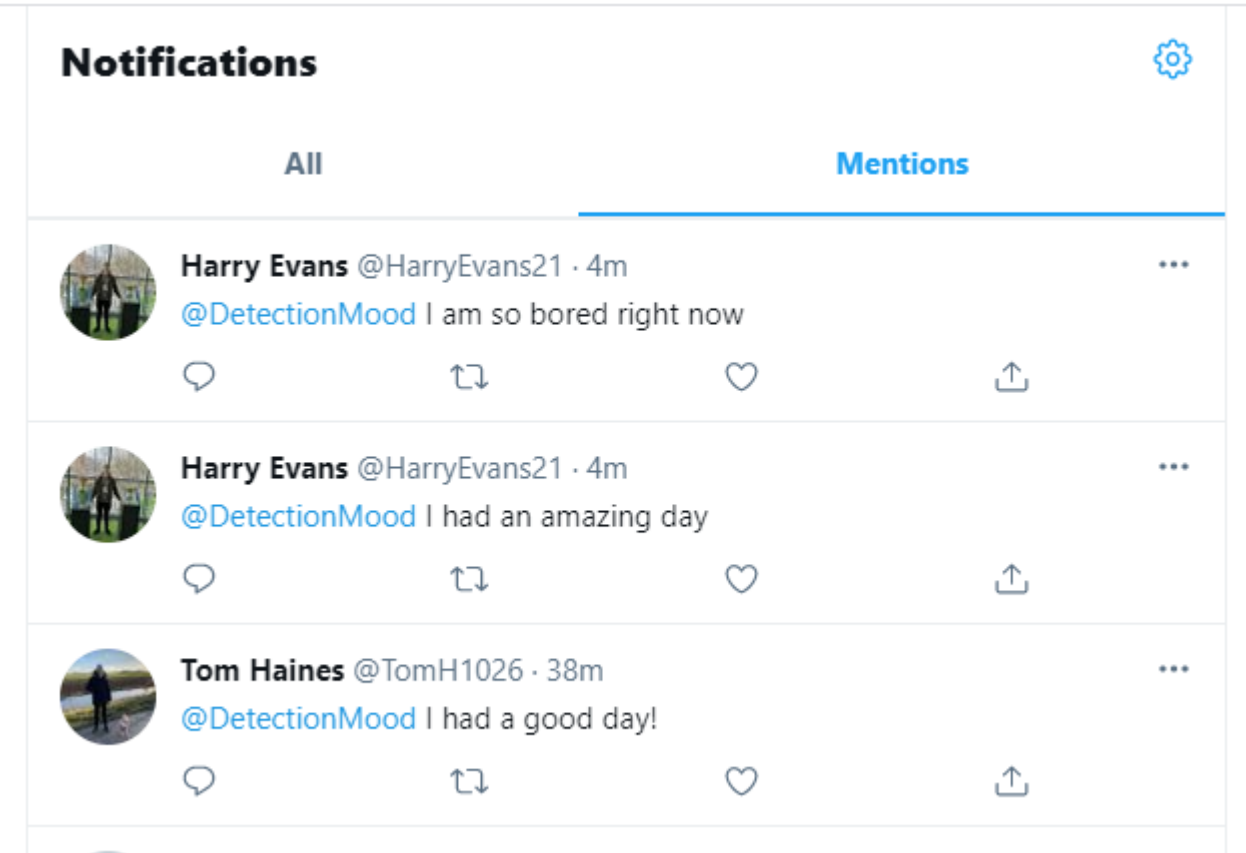 Notifications
All Mentions
Harry Evans @HarryEvans21 · 4m
@DetectionMood I am so bored right now
Harry Evans @HarryEvans21 · 4m
@DetectionMood I had an amazing day
Tom Haines @TomH1026 · 38m
@DetectionMood I had a good day!